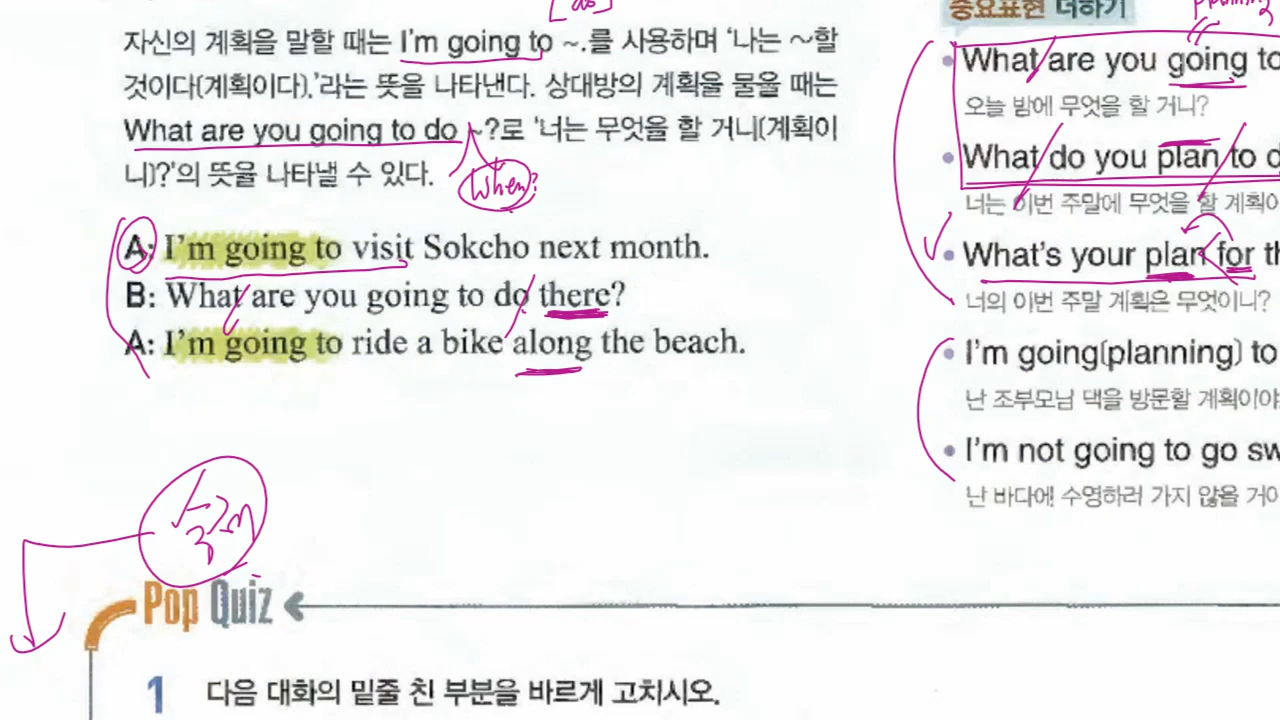 [do]
자신의 계획을 말할 때는 I'm going to ~.를 사용하며 '나는 ~할
것이다(계획이다).'라는 뜻을 나타낸다. 상대방의 계획을 물을 때는
What are you going to do ~?로 '너는 무엇을 할 거니(계획이
니)?'의 뜻을 나타낼 수 있다.
When?
A: I'm going to visit Sokcho next month.
B: What are you going to do there?
A: I'm going to ride a bike along the beach.
중요표현 더하기
planning
What are you going to
오늘 밤에 무엇을 할 거니?
What do you plan to d
너는 이번 주말에 무엇을 할 계획이
What's your plan for th
너의 이번 주말 계획은 무엇이니?
I'm going(planning) to
난 조부모님 댁을 방문할 계획이야
I'm not going to go sw
난 바다에 수영하러 가지 않을 거야
숙제
Pop Quiz
1 다음 대화의 밑줄 친 부분을 바르게 고치시오.